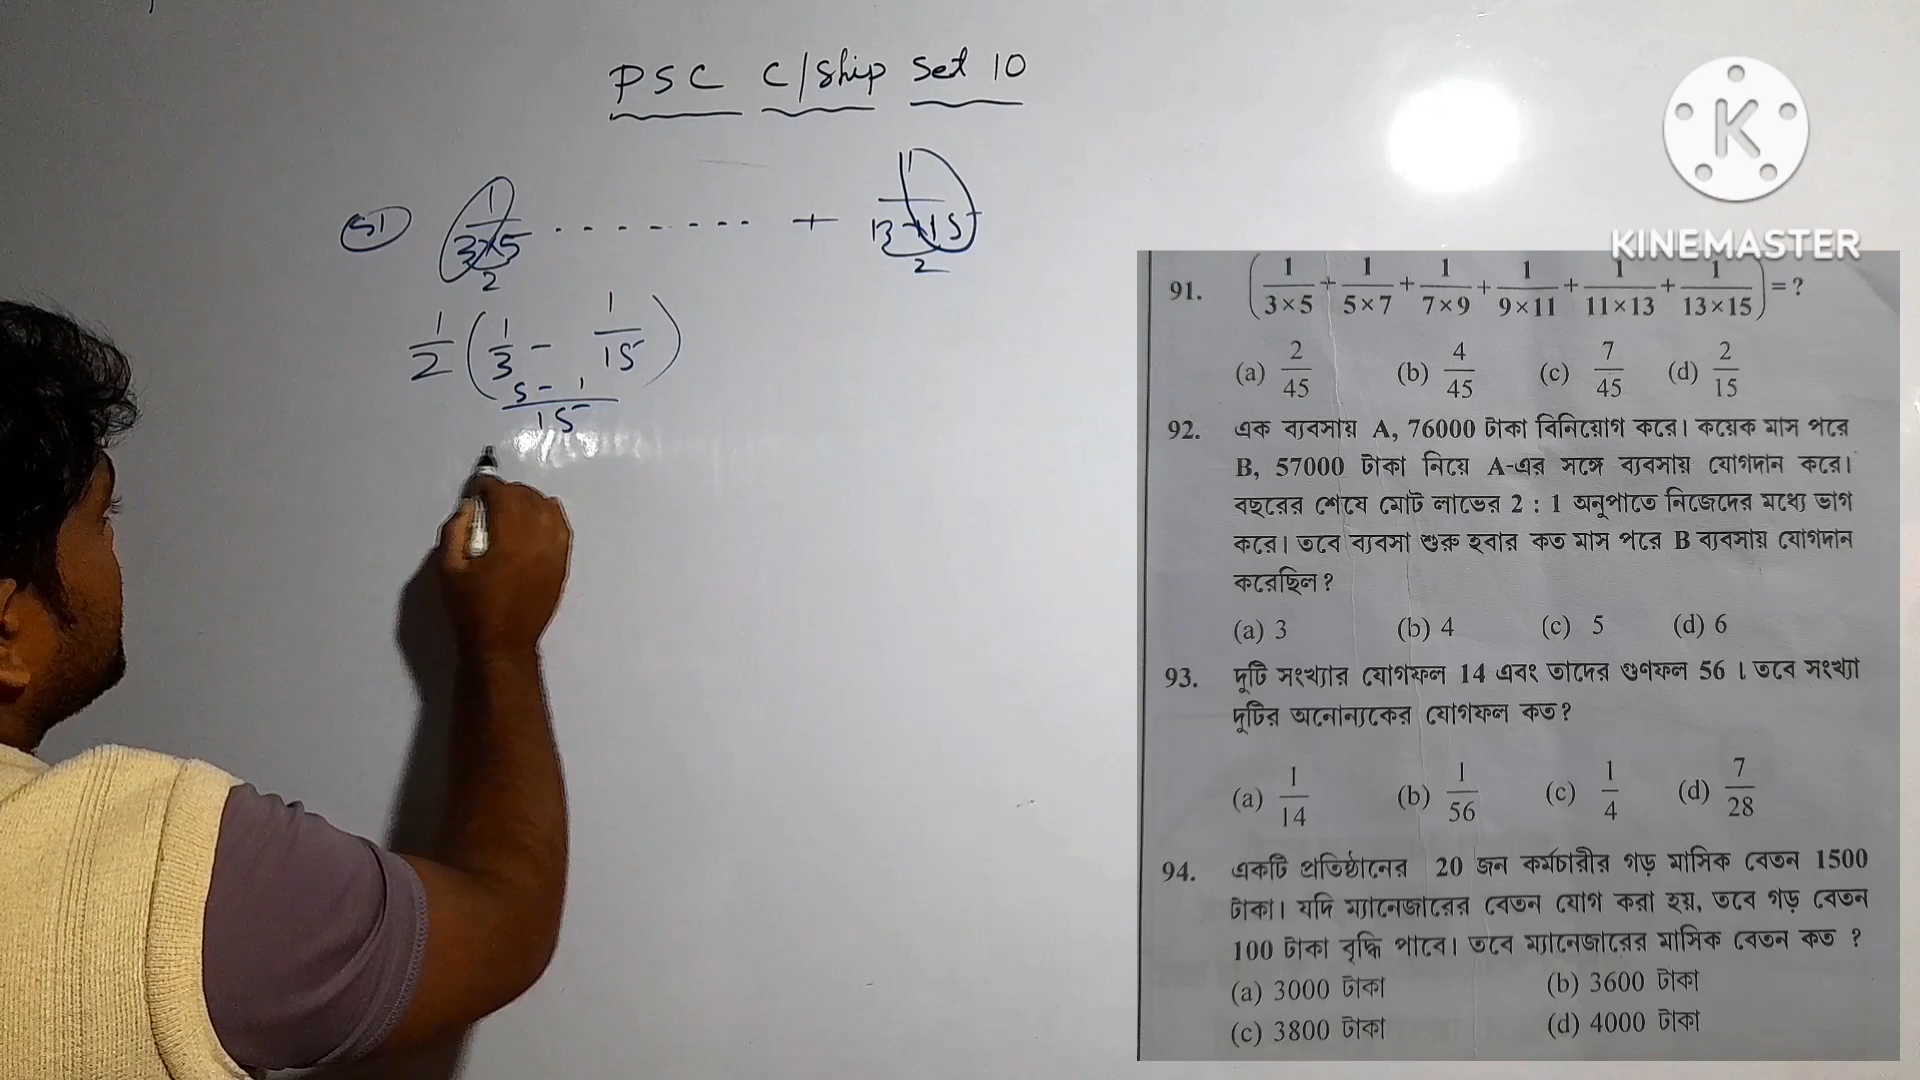 PSC C/Ship Set 10
91 1/3×5 - - - - - - - - + 1/13×15
2 2
1/2 (1/3 - 1/15)
5-1/15
K
KINEMASTER
91. (1/3×5 + 1/5×7 + 1/7×9 + 1/9×11 + 1/11×13 + 1/13×15) = ?
(a) 2/45 (b) 4/45 (c) 7/45 (d) 2/15
92. এক ব্যবসায় A, 76000 টাকা বিনিয়োগ করে। কয়েক মাস পরে
B, 57000 টাকা নিয়ে A-এর সঙ্গে ব্যবসায় যোগদান করে।
বছরের শেষে মোট লাভের 2 : 1 অনুপাতে নিজেদের মধ্যে ভাগ
করে। তবে ব্যবসা শুরু হবার কত মাস পরে B ব্যবসায় যোগদান
করেছিল?
(a) 3 (b) 4 (c) 5 (d) 6
93. দুটি সংখ্যার যোগফল 14 এবং তাদের গুণফল 56 । তবে সংখ্যা
দুটির অনোন্যকের যোগফল কত?
(a) 1/14 (b) 1/56 (c) 1/4 (d) 7/28
94. একটি প্রতিষ্ঠানের 20 জন কর্মচারীর গড় মাসিক বেতন 1500
টাকা। যদি ম্যানেজারের বেতন যোগ করা হয়, তবে গড় বেতন
100 টাকা বৃদ্ধি পাবে। তবে ম্যানেজারের মাসিক বেতন কত ?
(a) 3000 টাকা (b) 3600 টাকা
(c) 3800 টাকা (d) 4000 টাকা